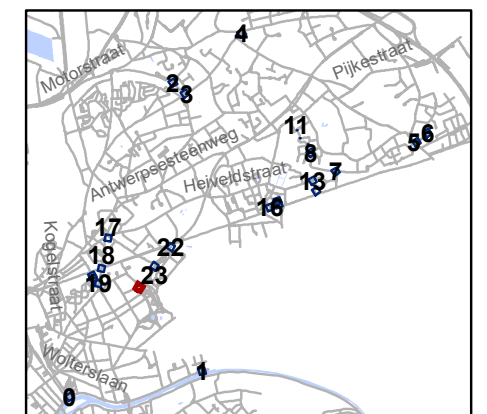 4
Motorstraat
Pijkestraat
2
3
11
6
5
Antwerpsesteenweg
8
7
Heiveldstraat
13
16
17
Kogelstraat
22
18
23
19
Wolterslaan
1
0